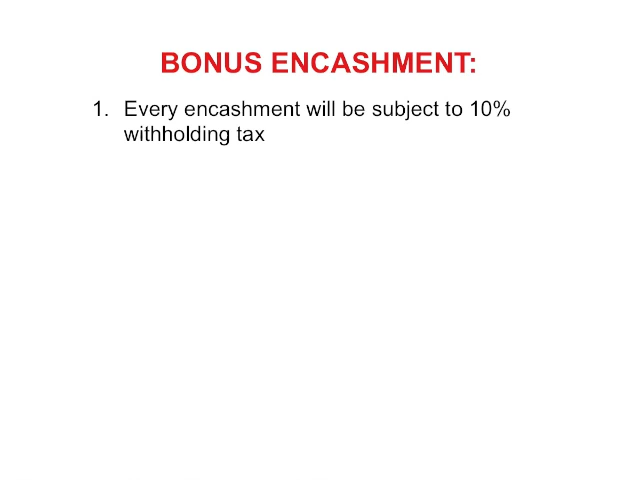 BONUS ENCASHMENT:
1. Every encashment will be subject to 10%
withholding tax